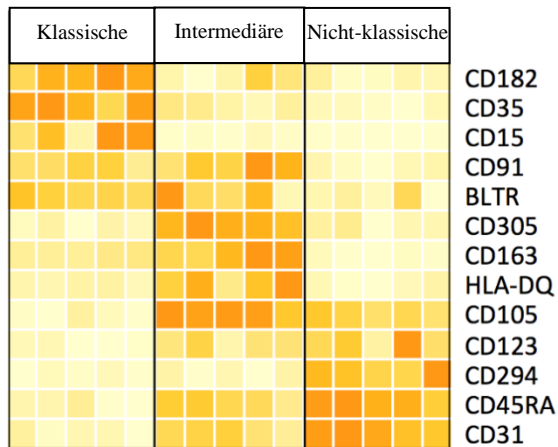 Klassische Intermediäre Nicht-klassische
CD182
CD35
CD15
CD91
BLTR
CD305
CD163
HLA-DQ
CD105
CD123
CD294
CD45RA
CD31